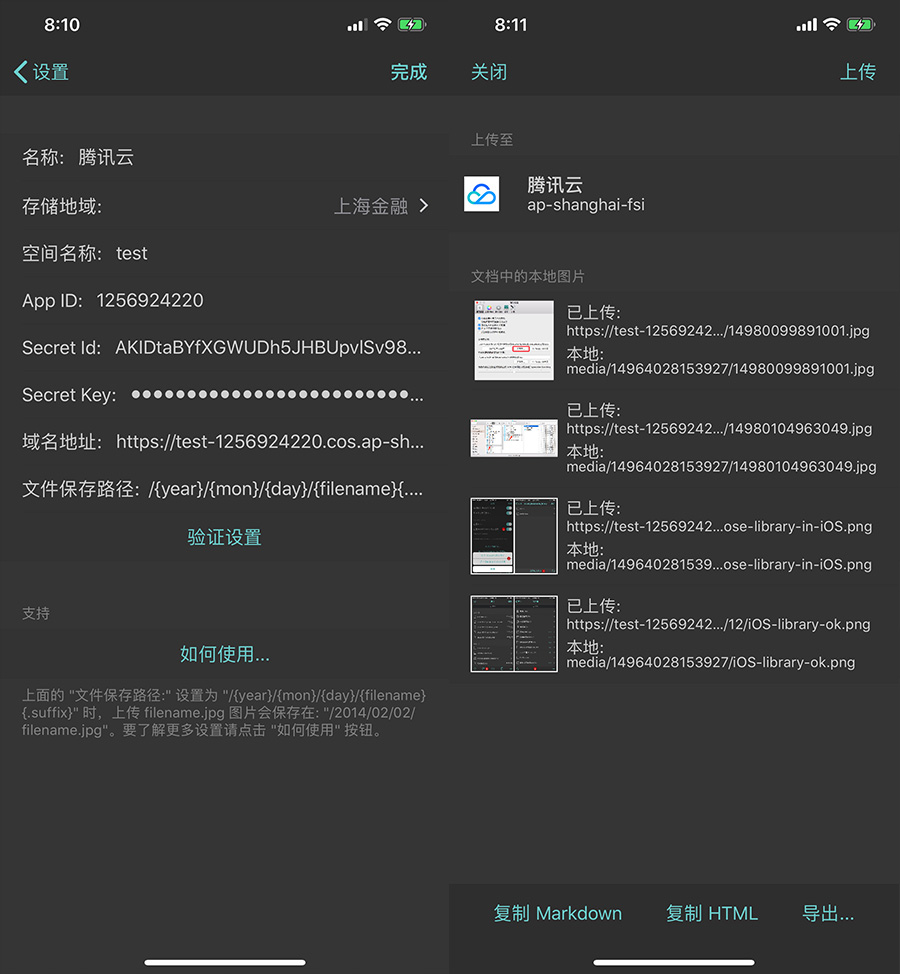 8:10
设置
完成
名称: 腾讯云
存储地域: 上海金融
空间名称: test
App ID: 1256924220
Secret Id: AKIDtaBYfXGWUDh5JHBUpvlSv98...
Secret Key: ●●●●●●●●●●●●●●●●●●●●●●●●●...
域名地址: https://test-1256924220.cos.ap-sh...
文件保存路径: /{year}/{mon}/{day}/{filename}{....
验证设置
支持
如何使用...
上面的 "文件保存路径:" 设置为 "/{year}/{mon}/{day}/{filename}
{.suffix}" 时，上传 filename.jpg 图片会保存在: "/2014/02/02/
filename.jpg"。要了解更多设置请点击 "如何使用" 按钮。
8:11
关闭
上传
上传至
腾讯云
ap-shanghai-fsi
文档中的本地图片
已上传:
https://test-12569242.../14980099891001.jpg
本地:
media/14964028153927/14980099891001.jpg
已上传:
https://test-12569242.../14980104963049.jpg
本地:
media/14964028153927/14980104963049.jpg
已上传:
https://test-12569242...ose-library-in-iOS.png
本地:
media/149640281539...ose-library-in-iOS.png
已上传:
https://test-12569242.../12/iOS-library-ok.png
本地:
media/14964028153927/iOS-library-ok.png
复制 Markdown
复制 HTML
导出...